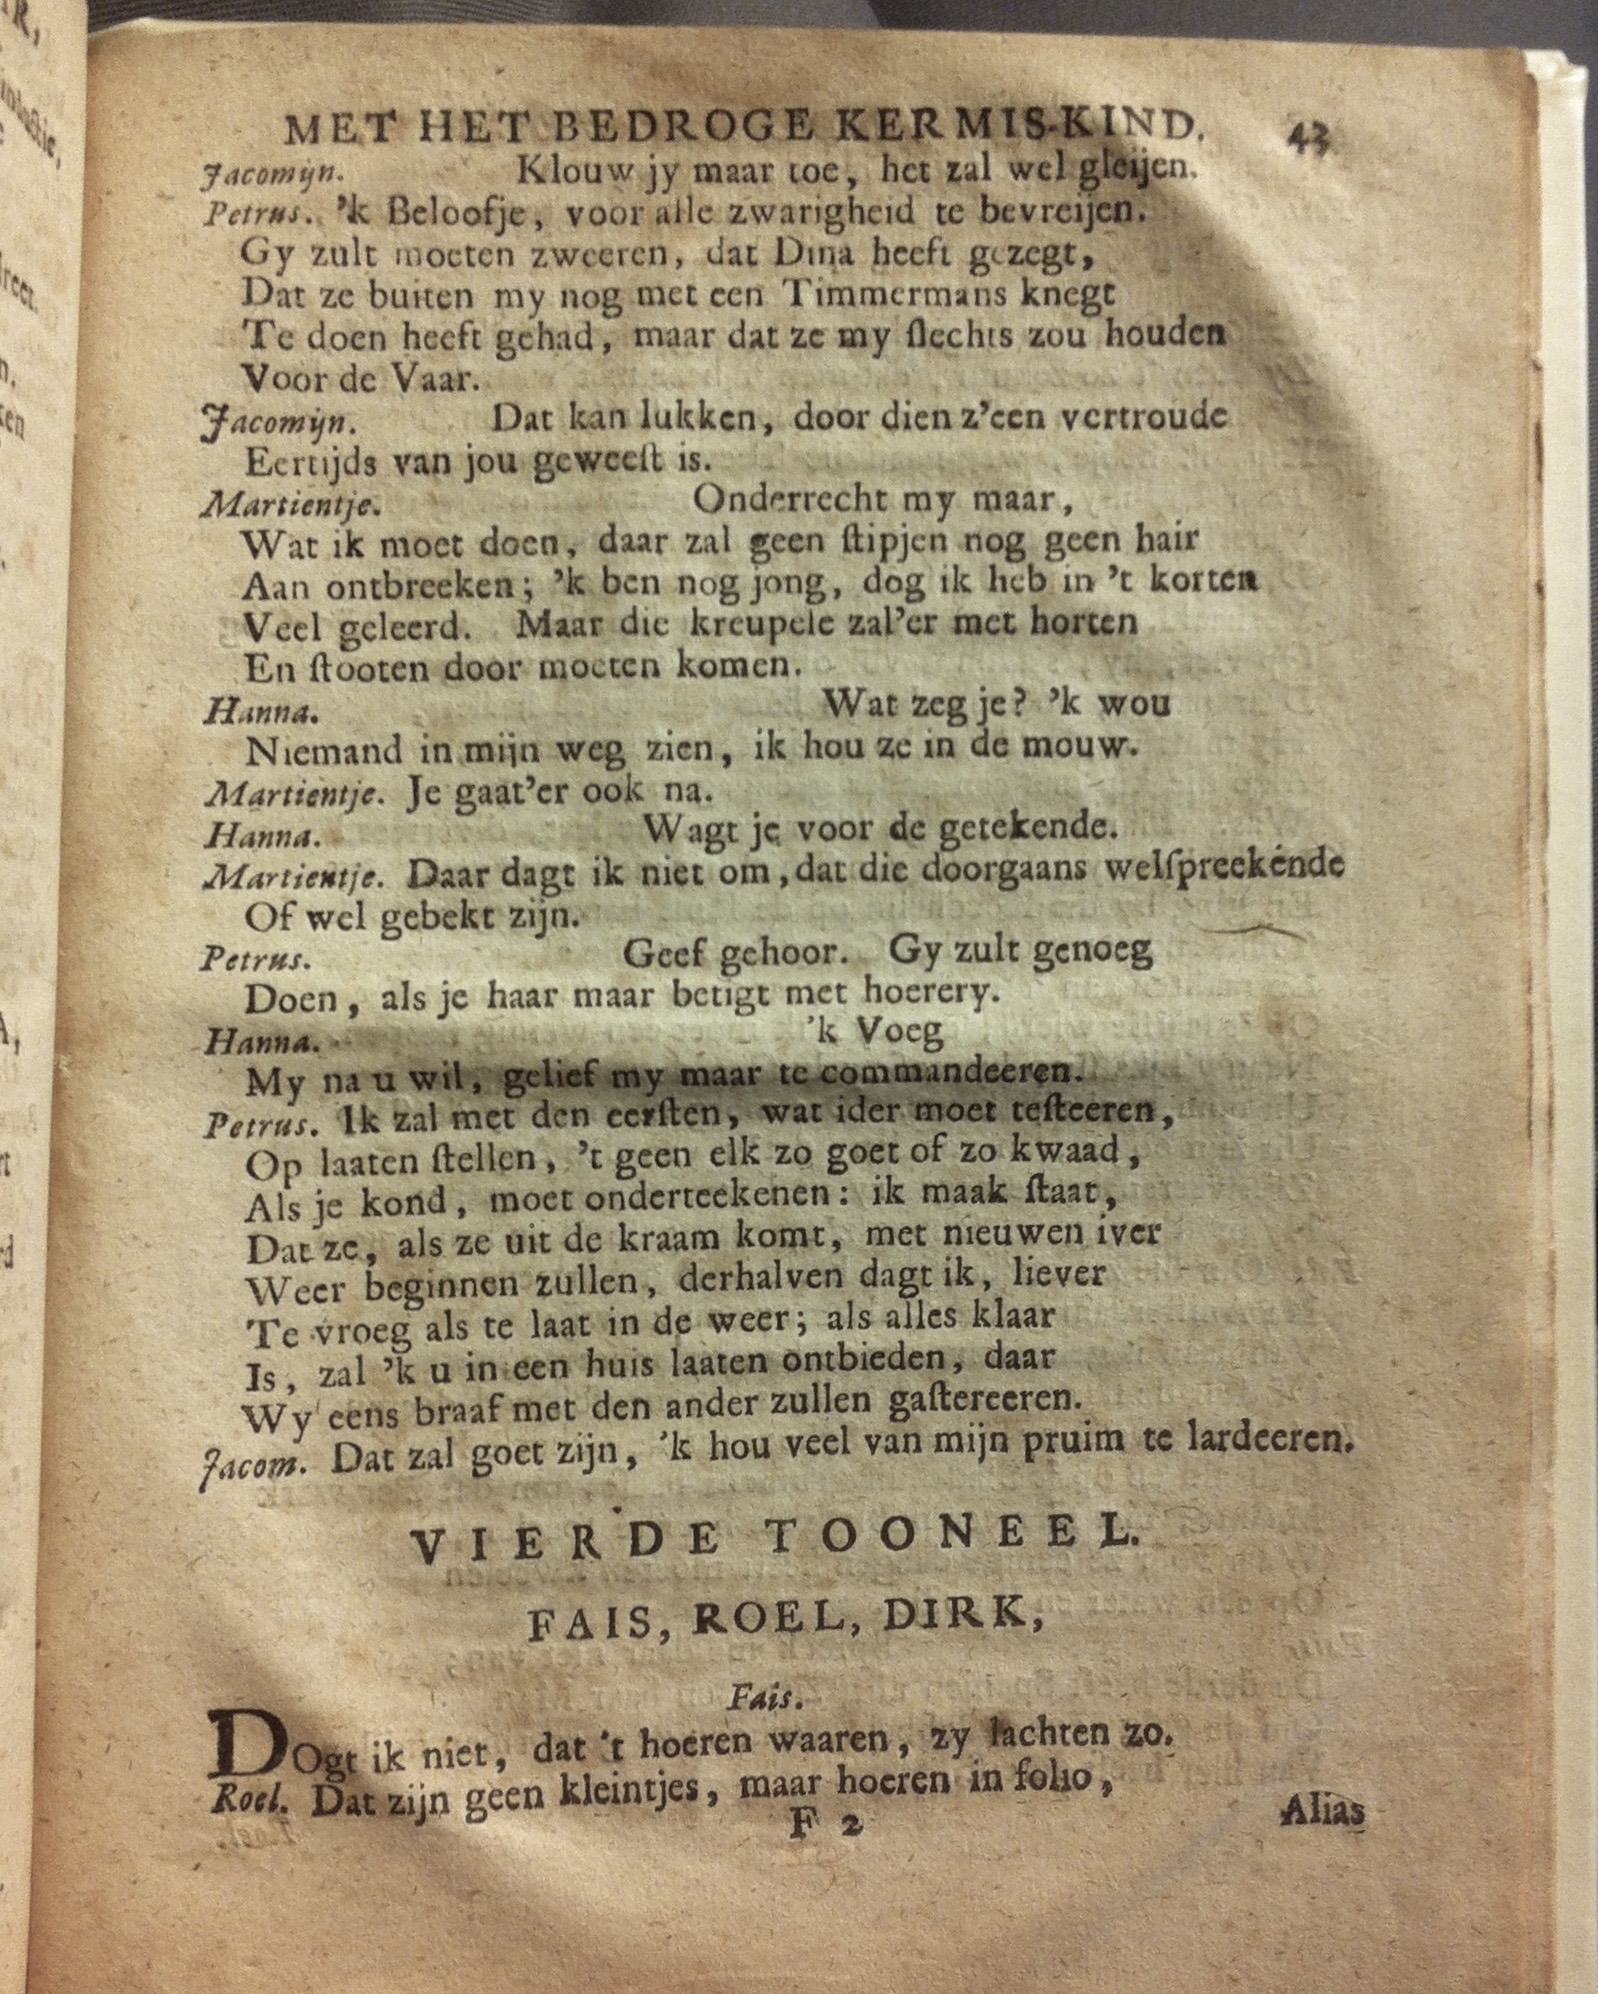 MET HET BEDROGE KERMIS-KIND. 43
Jacomijn. Klouw jy maar toe, het zal wel gleijen.
Petrus. 'k Beloofje, voor alle zwarigheid te bevreijen.
Gy zult moeten zweeren, dat Dina heeft gezegt,
Dat ze buiten my nog met een Timmermans knegt
Te doen heeft gehad, maar dat ze my ſlechts zou houden
Voor de Vaar.
Jacomijn. Dat kan lukken, door dien z'een vertroude
Eertijds van jou geweeſt is.
Martientje. Onderrecht my maar,
Wat ik moet doen, daar zal geen ſtipjen nog geen hair
Aan ontbreeken; 'k ben nog jong, dog ik heb in 't korten
Veel geleerd. Maar die kreupele zal'er met horten
En ſtooten door moeten komen.
Hanna. Wat zeg je? 'k wou
Niemand in mijn weg zien, ik hou ze in de mouw.
Martientje. Je gaat'er ook na.
Hanna. Wagt je voor de getekende.
Martientje. Daar dagt ik niet om, dat die doorgaans welſpreekende
Of wel gebekt zijn.
Petrus. Geef gehoor. Gy zult genoeg
Doen, als je haar maar betigt met hoerery.
Hanna. 'k Voeg
My na u wil, gelief my maar te commandeeren.
Petrus. Ik zal met den eerſten, wat ider moet teſteeren,
Op laaten ſtellen, 't geen elk zo goet of zo kwaad,
Als je kond, moet onderteekenen: ik maak ſtaat,
Dat ze, als ze uit de kraam komt, met nieuwen iver
Weer beginnen zullen, derhalven dagt ik, liever
Te vroeg als te laat in de weer; als alles klaar
Is, zal 'k u in een huis laaten ontbieden, daar
Wy eens braaf met den ander zullen gaſtereeren.
Jacom. Dat zal goet zijn, 'k hou veel van mijn pruim te lardeeren.
VIERDE TOONEEL.
FAIS, ROEL, DIRK,
Fais.
DOgt ik niet, dat 't hoeren waaren, zy lachten zo.
Roel. Dat zijn geen kleintjes, maar hoeren in folio,
F 2 Alias